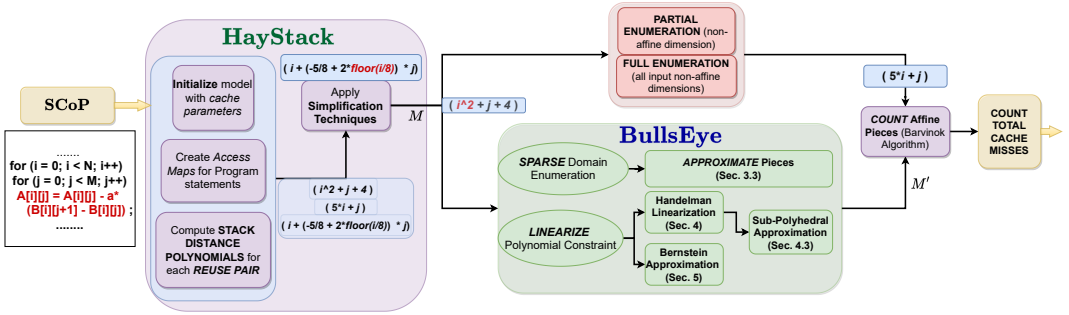 SCoP
.......
for (i = 0; i < N; i++)
for (j = 0; j < M; j++)
A[i][j] = A[i][j] - a*
(B[i][j+1] - B[i][j]) ;
........
HayStack
Initialize model
with cache
parameters
Create Access
Maps for Program
statements
Compute STACK
DISTANCE
POLYNOMIALS for
each REUSE PAIR
( i + (-5/8 + 2*floor(i/8)) * j)
Apply
Simplification
Techniques
( i^2 + j + 4 )
( 5*i + j )
( i + (-5/8 + 2*floor(i/8)) * j)
M
( i^2 + j + 4 )
PARTIAL
ENUMERATION (non-
affine dimension)
FULL ENUMERATION
(all input non-affine
dimensions)
BullsEye
SPARSE Domain
Enumeration
APPROXIMATE Pieces
(Sec. 3.3)
LINEARIZE
Polynomial Constraint
Handelman
Linearization
(Sec. 4)
Sub-Polyhedral
Approximation
(Sec. 4.3)
Bernstein
Approximation
(Sec. 5)
( 5*i + j )
COUNT Affine
Pieces (Barvinok
Algorithm)
M'
COUNT
TOTAL
CACHE
MISSES